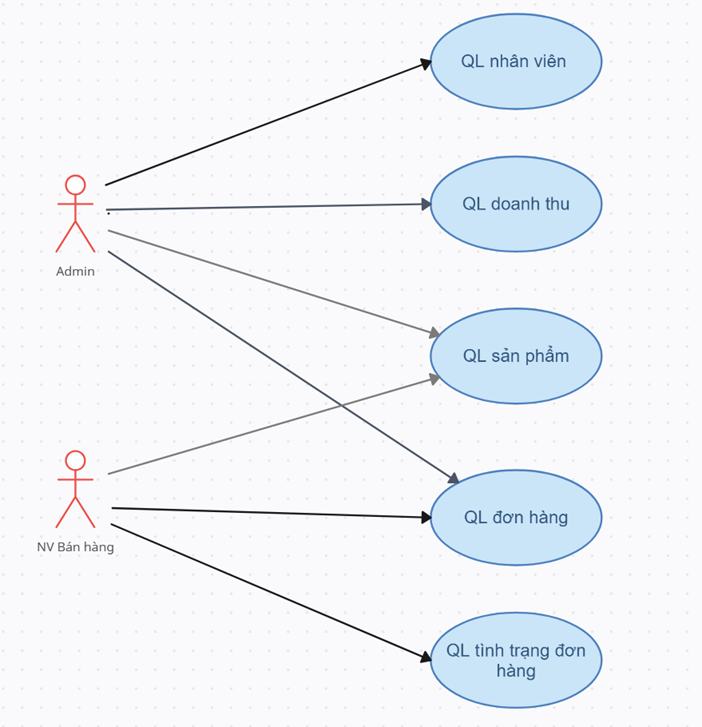 QL nhân viên
QL doanh thu
Admin
QL sản phẩm
QL đơn hàng
NV Bán hàng
QL tình trạng đơn
hàng